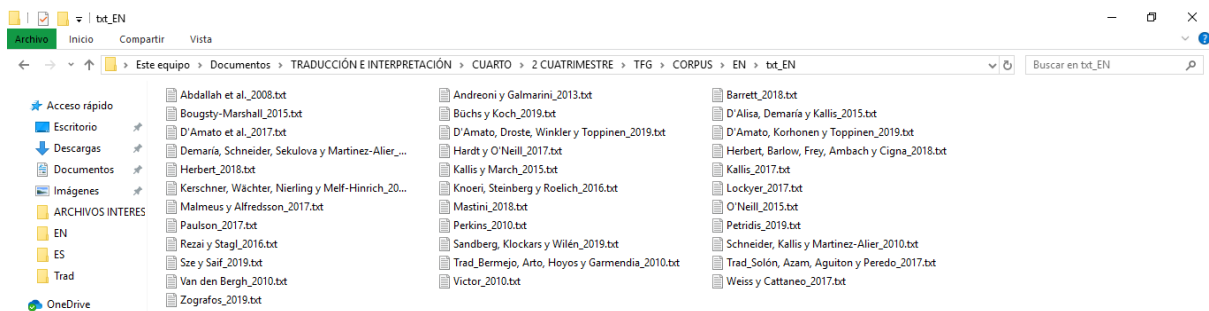 txt_EN
Archivo Inicio Compartir Vista
Este equipo > Documentos > TRADUCCIÓN E INTERPRETACIÓN > CUARTO > 2 CUATRIMESTRE > TFG > CORPUS > EN > txt_EN
Buscar en txt_EN
Acceso rápido
Escritorio
Descargas
Documentos
Imágenes
ARCHIVOS INTERES
EN
ES
Trad
OneDrive
Abdallah et al._2008.txt Andreoni y Galmarini_2013.txt Barrett_2018.txt
Bougsty-Marshall_2015.txt Büchs y Koch_2019.txt D'Alisa, Demaría y Kallis_2015.txt
D'Amato et al._2017.txt D'Amato, Droste, Winkler y Toppinen_2019.txt D'Amato, Korhonen y Toppinen_2019.txt
Demaría, Schneider, Sekulova y Martinez-Alier_... Hardt y O'Neill_2017.txt Herbert, Barlow, Frey, Ambach y Cigna_2018.txt
Herbert_2018.txt Kallis y March_2015.txt Kallis_2017.txt
Kerschner, Wächter, Nierling y Melf-Hinrich_20... Knoeri, Steinberg y Roelich_2016.txt Lockyer_2017.txt
Malmeus y Alfredsson_2017.txt Mastini_2018.txt O'Neill_2015.txt
Paulson_2017.txt Perkins_2010.txt Petridis_2019.txt
Rezai y Stagl_2016.txt Sandberg, Klockars y Wilén_2019.txt Schneider, Kallis y Martinez-Alier_2010.txt
Sze y Saif_2019.txt Trad_Bermejo, Arto, Hoyos y Garmendia_2010.txt Trad_Solón, Azam, Aguiton y Peredo_2017.txt
Van den Bergh_2010.txt Victor_2010.txt Weiss y Cattaneo_2017.txt
Zografos_2019.txt